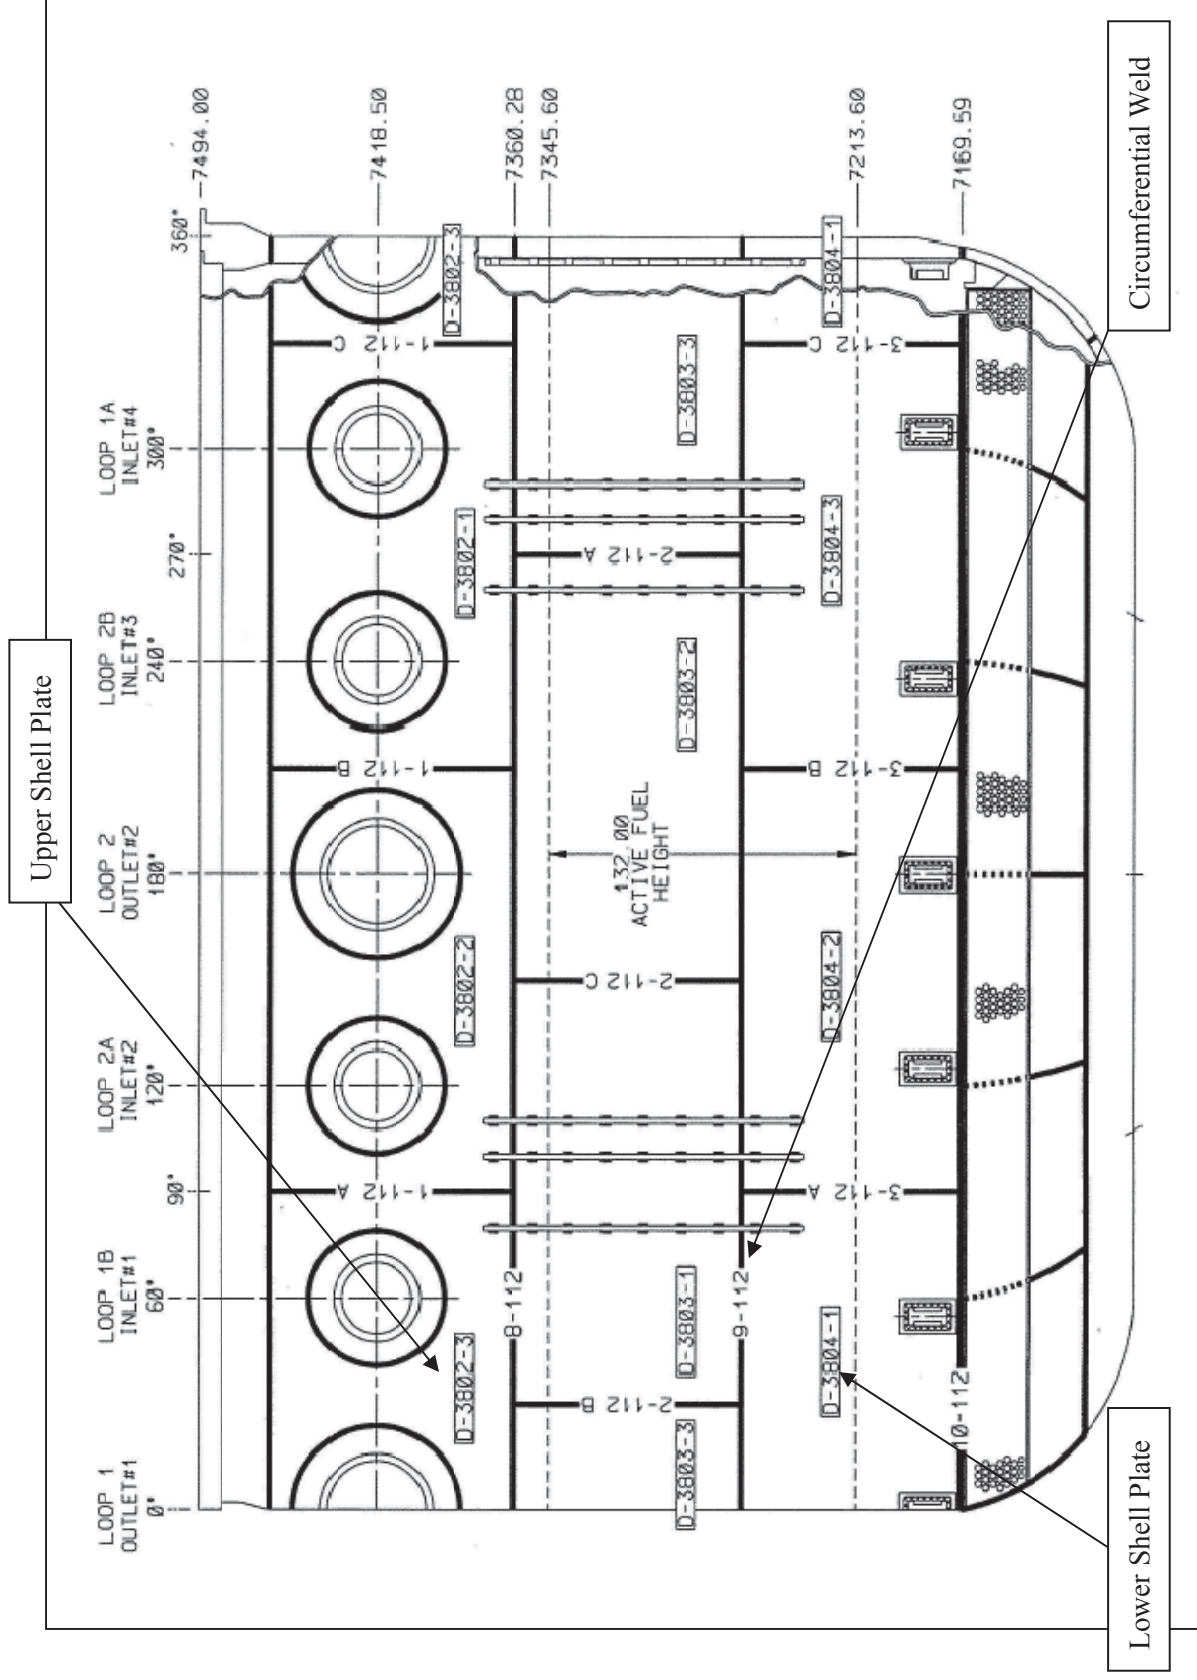 Upper Shell Plate
LOOP 1
OUTLET#1
0°
LOOP 1B
INLET#1
60°
90°
LOOP 2A
INLET#2
120°
LOOP 2
OUTLET#2
180°
LOOP 2B
INLET#3
240°
270°
LOOP 1A
INLET#4
300°
360°
7494.00
7418.50
7360.28
7345.60
7213.60
7169.59
1-112 A
1-112 B
1-112 C
D-3802-3
D-3802-2
D-3802-1
D-3802-3
8-112
2-112 B
2-112 C
2-112 A
D-3803-3
D-3803-1
D-3803-2
D-3803-3
132.00
ACTIVE FUEL
HEIGHT
9-112
D-3804-1
D-3804-2
D-3804-3
D-3804-1
3-112 A
3-112 B
3-112 C
10-112
Lower Shell Plate
Circumferential Weld